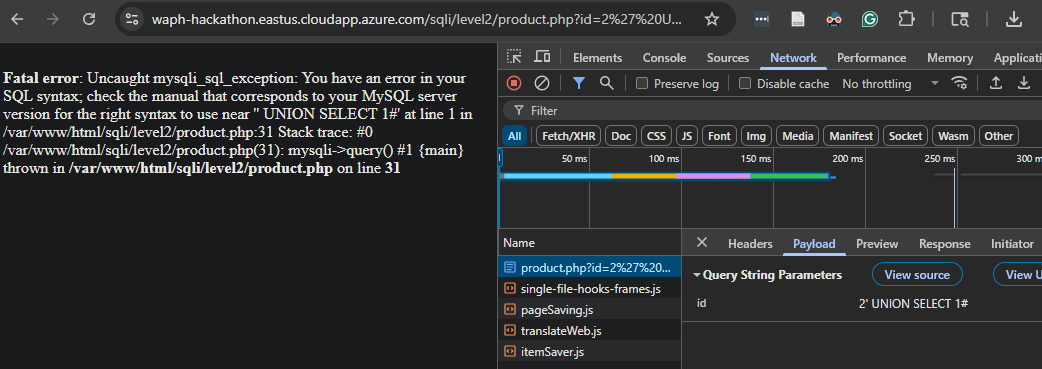 waph-hackathon.eastus.cloudapp.azure.com/sqli/level2/product.php?id=2%27%20U...
Fatal error: Uncaught mysqli_sql_exception: You have an error in your
SQL syntax; check the manual that corresponds to your MySQL server
version for the right syntax to use near '' UNION SELECT 1#' at line 1 in
/var/www/html/sqli/level2/product.php:31 Stack trace: #0
/var/www/html/sqli/level2/product.php(31): mysqli->query() #1 {main}
thrown in /var/www/html/sqli/level2/product.php on line 31
Elements Console Sources Network Performance Memory Application
Preserve log Disable cache No throttling
Filter
All Fetch/XHR Doc CSS JS Font Img Media Manifest Socket Wasm Other
50 ms 100 ms 150 ms 200 ms 250 ms 300 m
Name
Headers Payload Preview Response Initiator
product.php?id=2%27%20...
single-file-hooks-frames.js
pageSaving.js
translateWeb.js
itemSaver.js
Query String Parameters View source View U
id 2' UNION SELECT 1#